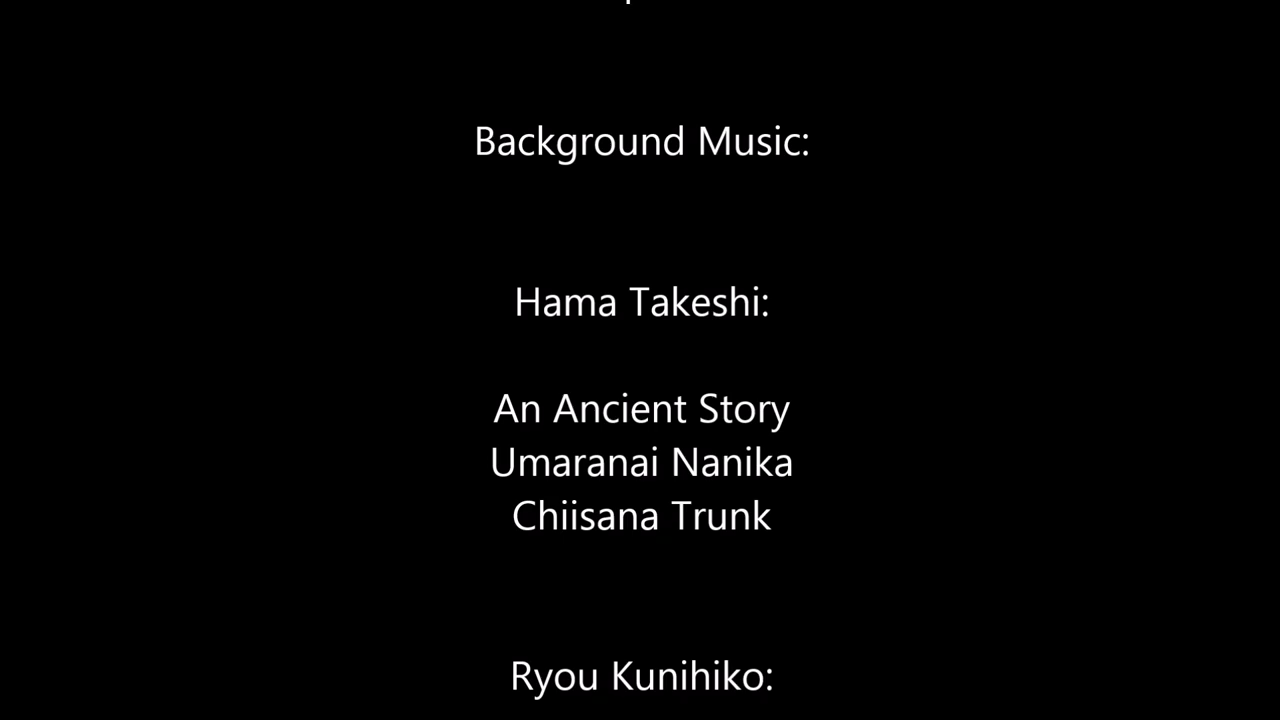 Background Music:
Hama Takeshi:
An Ancient Story
Umaranai Nanika
Chiisana Trunk
Ryou Kunihiko: